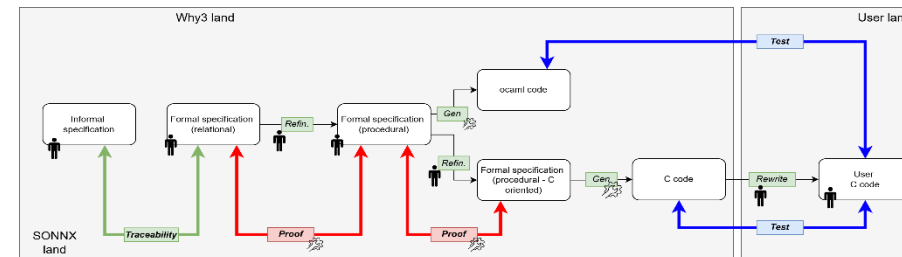 Why3 land
User lan
Test
ocaml code
Informal
specification
Formal specification
(relational)
Refin.
Formal specification
(procedural)
Gen
Refin.
Formal specification
(procedural - C
oriented)
Gen
C code
Rewrite
User
C code
SONNX
land
Traceability
Proof
Proof
Test